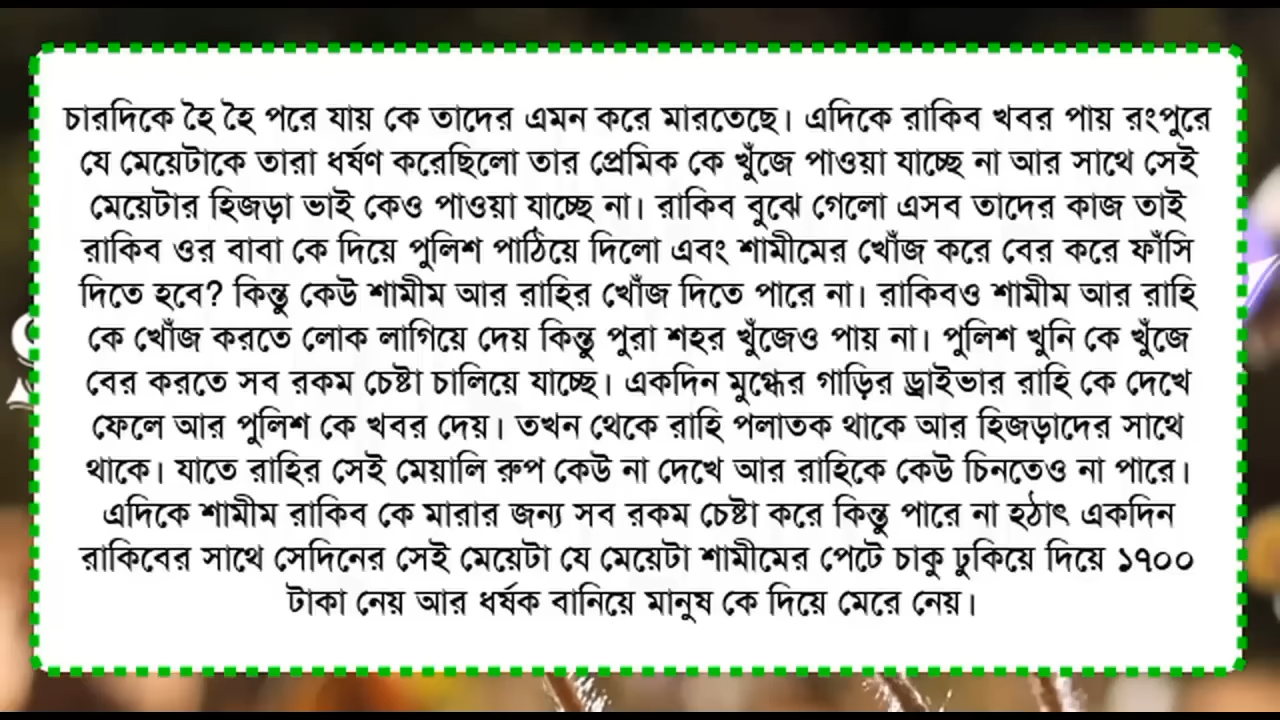 চারদিকে হৈ হৈ পরে যায় কে তাদের এমন করে মারতেছে। এদিকে রাকিব খবর পায় রংপুরে
যে মেয়েটাকে তারা ধর্ষণ করেছিলো তার প্রেমিক কে খুঁজে পাওয়া যাচ্ছে না আর সাথে সেই
মেয়েটার হিজড়া ভাই কেও পাওয়া যাচ্ছে না। রাকিব বুঝে গেলো এসব তাদের কাজ তাই
রাকিব ওর বাবা কে দিয়ে পুলিশ পাঠিয়ে দিলো এবং শামীমের খোঁজ করে বের করে ফাঁসি
দিতে হবে? কিন্তু কেউ শামীম আর রাহির খোঁজ দিতে পারে না। রাকিবও শামীম আর রাহি
কে খোঁজ করতে লোক লাগিয়ে দেয় কিন্তু পুরা শহর খুঁজেও পায় না। পুলিশ খুনি কে খুঁজে
বের করতে সব রকম চেষ্টা চালিয়ে যাচ্ছে। একদিন মুগ্ধের গাড়ির ড্রাইভার রাহি কে দেখে
ফেলে আর পুলিশ কে খবর দেয়। তখন থেকে রাহি পলাতক থাকে আর হিজড়াদের সাথে
থাকে। যাতে রাহির সেই মেয়ালি রুপ কেউ না দেখে আর রাহিকে কেউ চিনতেও না পারে।
এদিকে শামীম রাকিব কে মারার জন্য সব রকম চেষ্টা করে কিন্তু পারে না হঠাৎ একদিন
রাকিবের সাথে সেদিনের সেই মেয়েটা যে মেয়েটা শামীমের পেটে চাকু ঢুকিয়ে দিয়ে ১৭০০
টাকা নেয় আর ধর্ষক বানিয়ে মানুষ কে দিয়ে মেরে নেয়।